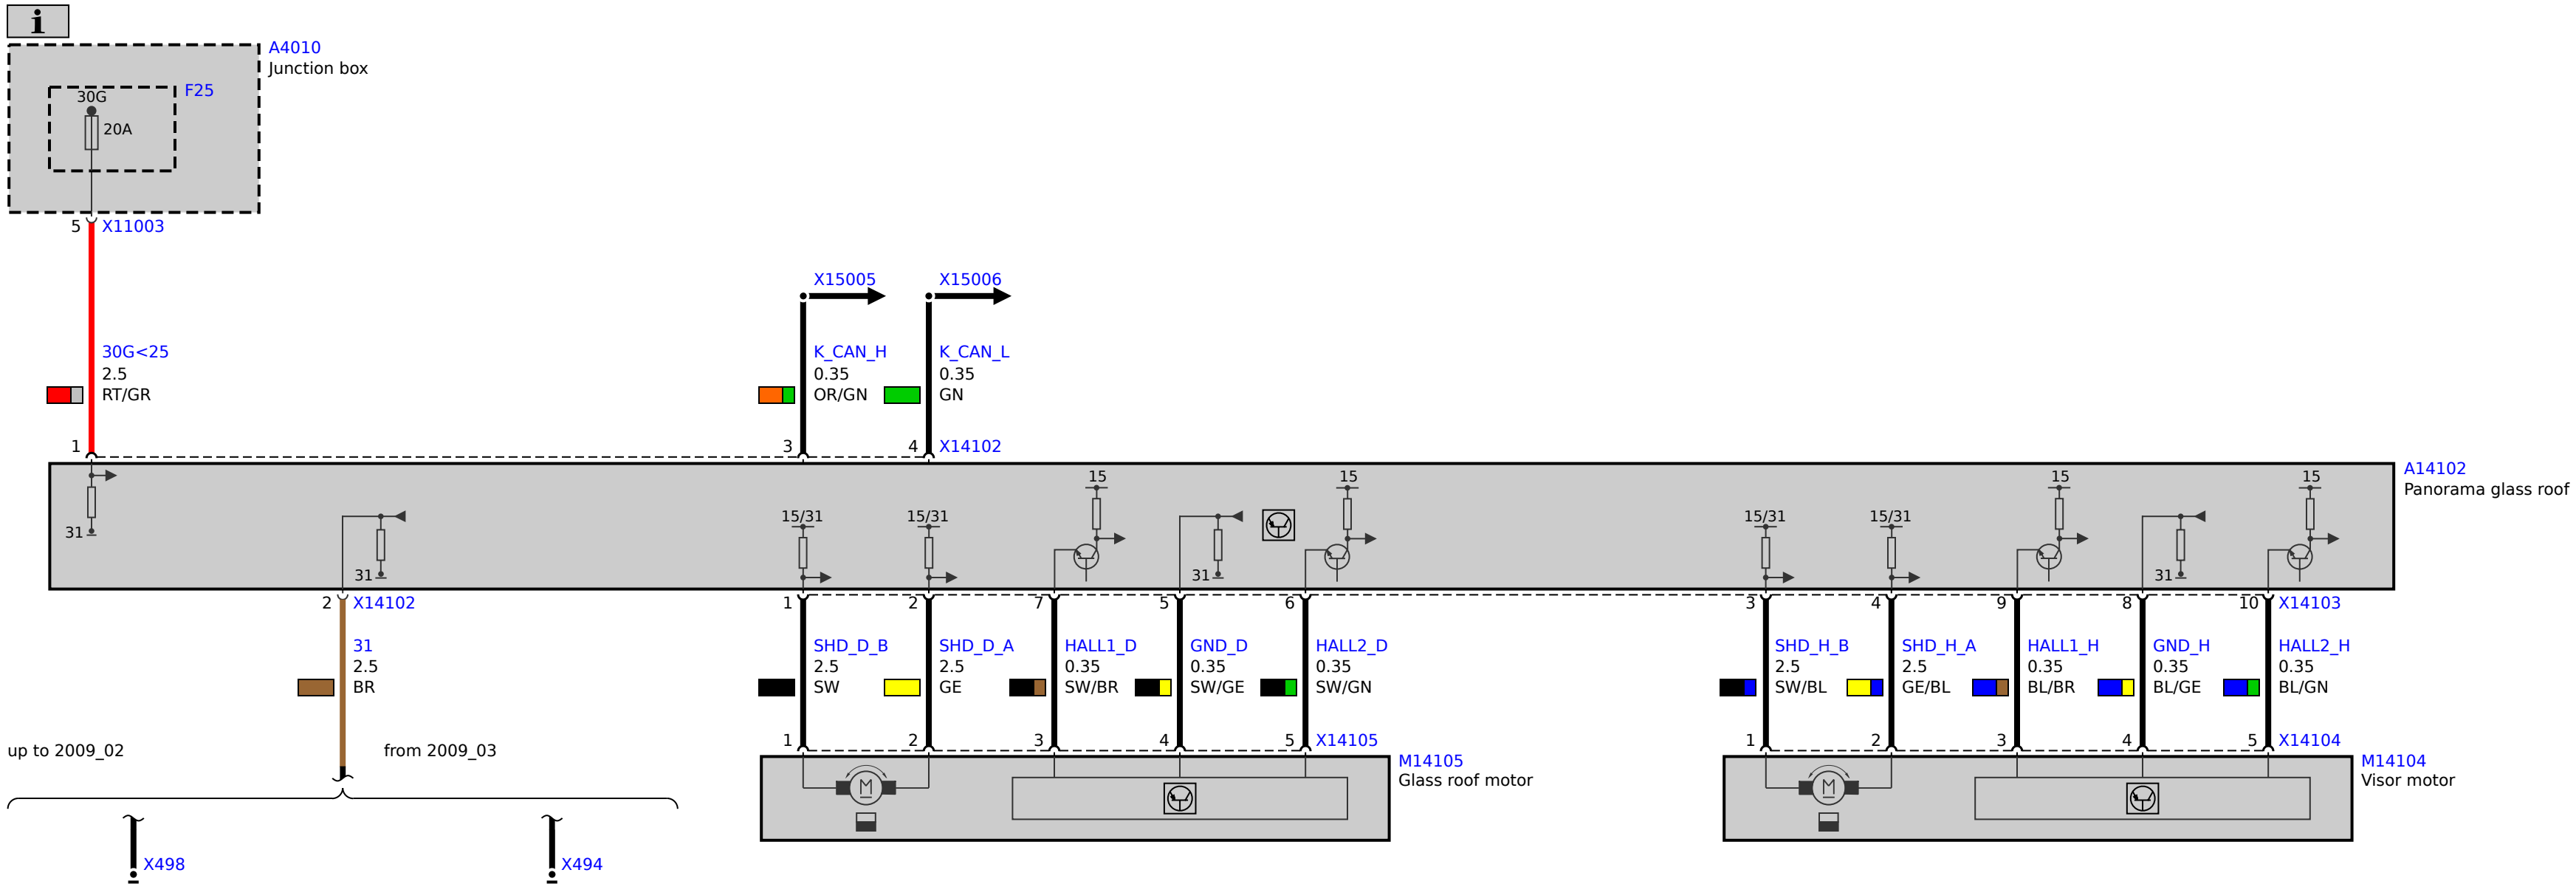 i
A4010
Junction box
F25
30G
20A
5 X11003
X15005 X15006
30G<25 K_CAN_H K_CAN_L
2.5 0.35 0.35
RT/GR OR/GN GN
1 3 4 X14102
A14102
Panorama glass roof
15 15 15 15
15/31 15/31 15/31 15/31
31
31 31 31
2 X14102 1 2 7 5 6 3 4 9 8 10 X14103
31 SHD_D_B SHD_D_A HALL1_D GND_D HALL2_D SHD_H_B SHD_H_A HALL1_H GND_H HALL2_H
2.5 2.5 2.5 0.35 0.35 0.35 2.5 2.5 0.35 0.35 0.35
BR SW GE SW/BR SW/GE SW/GN SW/BL GE/BL BL/BR BL/GE BL/GN
1 2 3 4 5 X14105 1 2 3 4 5 X14104
up to 2009_02 from 2009_03
M14105 M14104
Glass roof motor Visor motor
M M
X498 X494